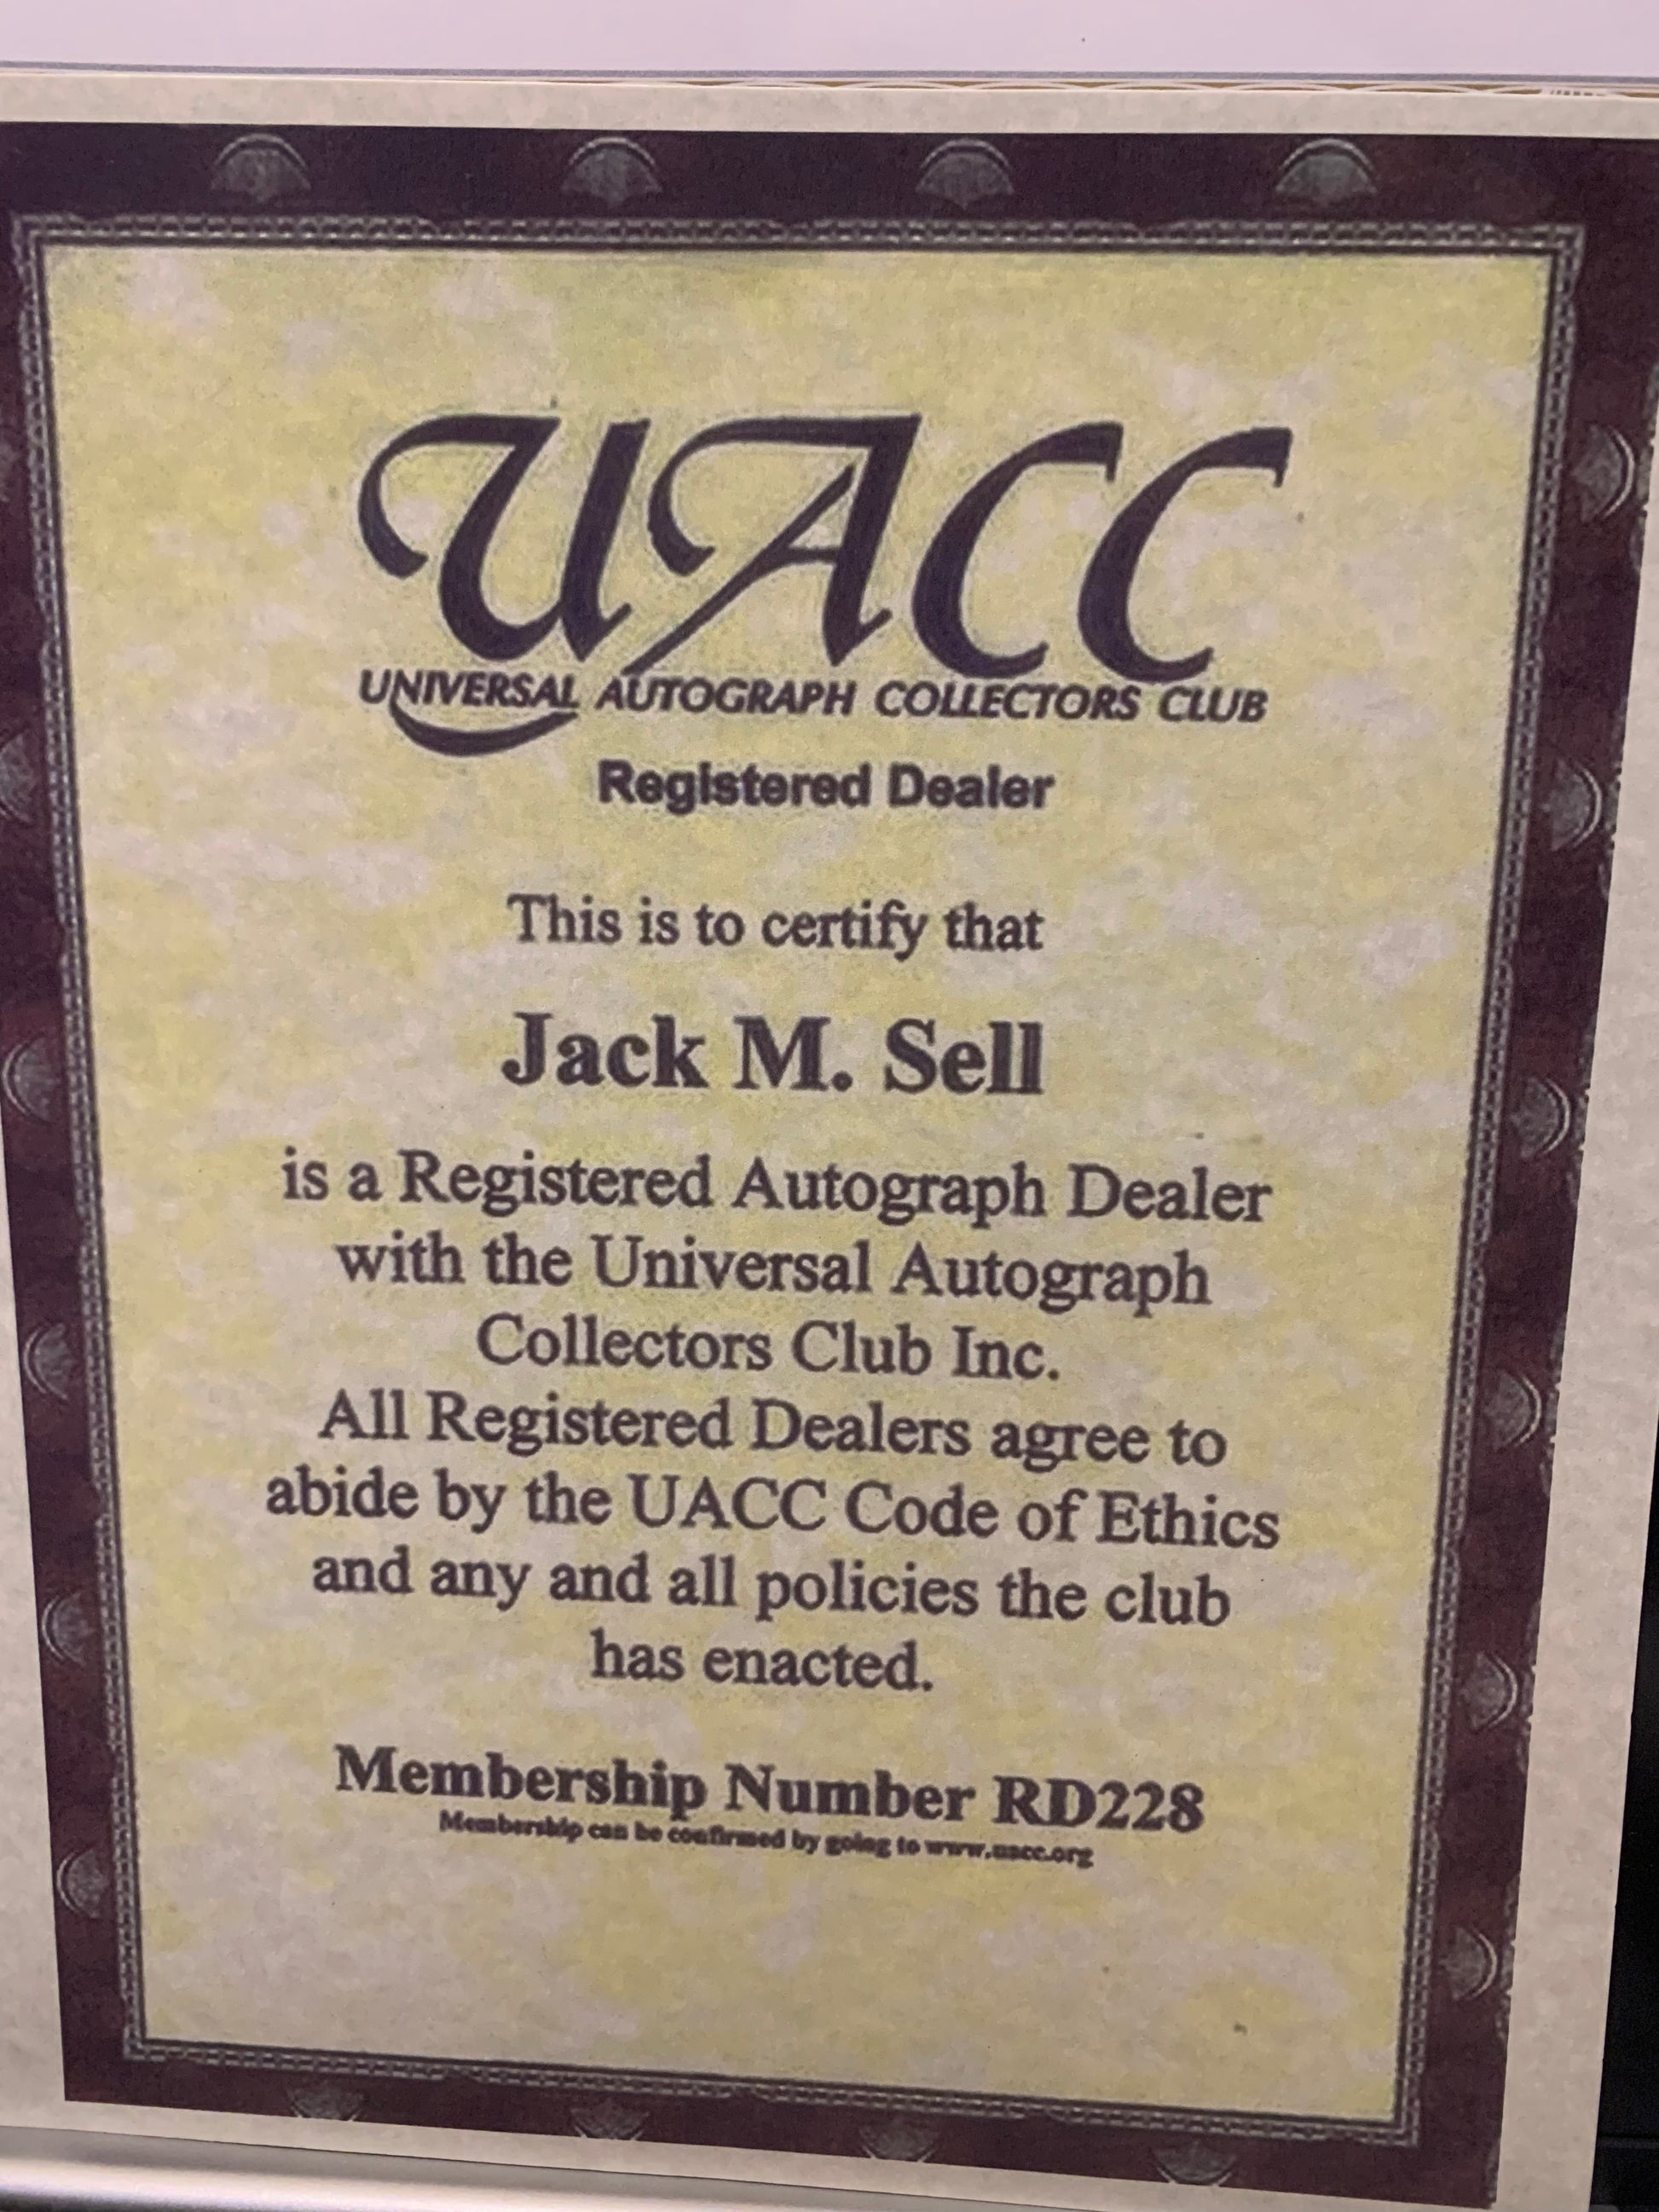 UACC
UNIVERSAL AUTOGRAPH COLLECTORS CLUB
Registered Dealer
This is to certify that
Jack M. Sell
is a Registered Autograph Dealer
with the Universal Autograph
Collectors Club Inc.
All Registered Dealers agree to
abide by the UACC Code of Ethics
and any and all policies the club
has enacted.
Membership Number RD228
Membership can be confirmed by going to www.uacc.org